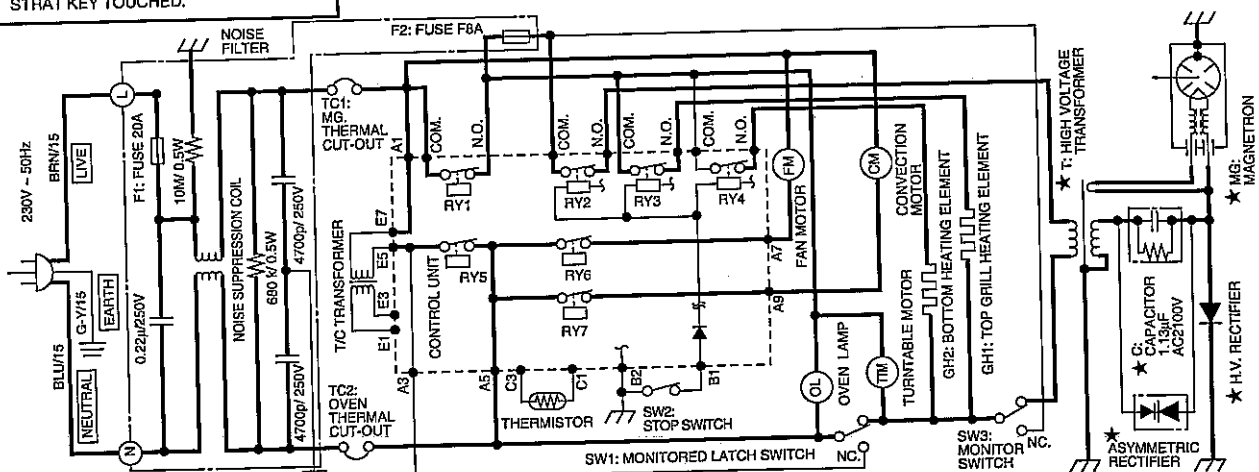 STRAT KEY TOUCHED.
NOISE
FILTER
F2: FUSE F8A
230V ~ 50Hz
BRN/15
LIVE
L
F1: FUSE 20A
10M/ 0.5W
G-Y/15
EARTH
BLU/15
NEUTRAL
N
0.22µ/250V
NOISE SUPPRESSION COIL
680 k/ 0.5W
4700p/ 250V
4700p/ 250V
TC1:
MG.
THERMAL
CUT-OUT
TC2:
OVEN
THERMAL
CUT-OUT
T/C TRANSFORMER
CONTROL UNIT
A1
COM.
N.O.
COM.
N.O.
COM.
N.O.
COM.
N.O.
E7
E5
E3
E1
RY1
RY2
RY3
RY4
RY5
RY6
RY7
A7
A9
A3
A5
C3
C1
B2
B1
THERMISTOR
SW2:
STOP SWITCH
FM
FAN MOTOR
CM
CONVECTION
MOTOR
OL
OVEN LAMP
TTM
TURNTABLE MOTOR
GH2: BOTTOM HEATING ELEMENT
GH1: TOP GRILL HEATING ELEMENT
SW1: MONITORED LATCH SWITCH
NC.
SW3:
MONITOR
SWITCH
NC.
★ T: HIGH VOLTAGE
TRANSFORMER
★ MG:
MAGNETRON
★ C:
CAPACITOR
1.13µF
AC2100V
★ H.V. RECTIFIER
★
ASYMMETRIC
RECTIFIER